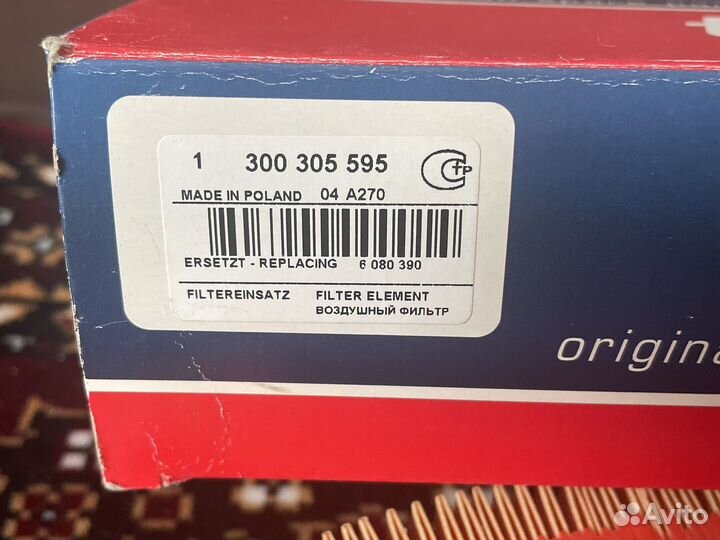 1 300 305 595
MADE IN POLAND 04 A270
ERSETZT - REPLACING 6 080 390
FILTEREINSATZ FILTER ELEMENT
ВОЗДУШНЫЙ ФИЛЬТР
Avito